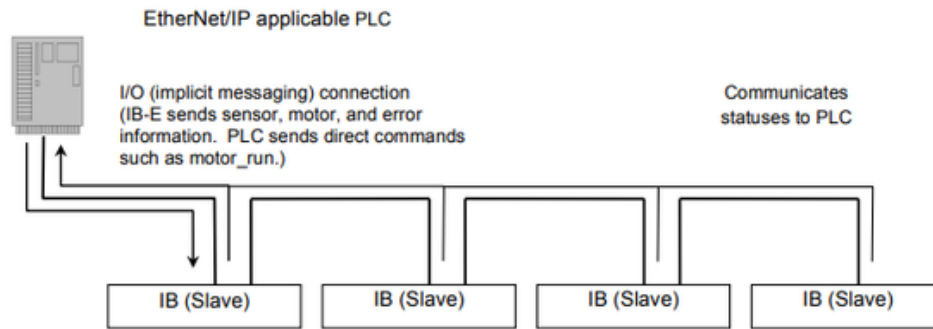 EtherNet/IP applicable PLC
I/O (implicit messaging) connection
(IB-E sends sensor, motor, and error
information. PLC sends direct commands
such as motor_run.)
Communicates
statuses to PLC
IB (Slave)
IB (Slave)
IB (Slave)
IB (Slave)